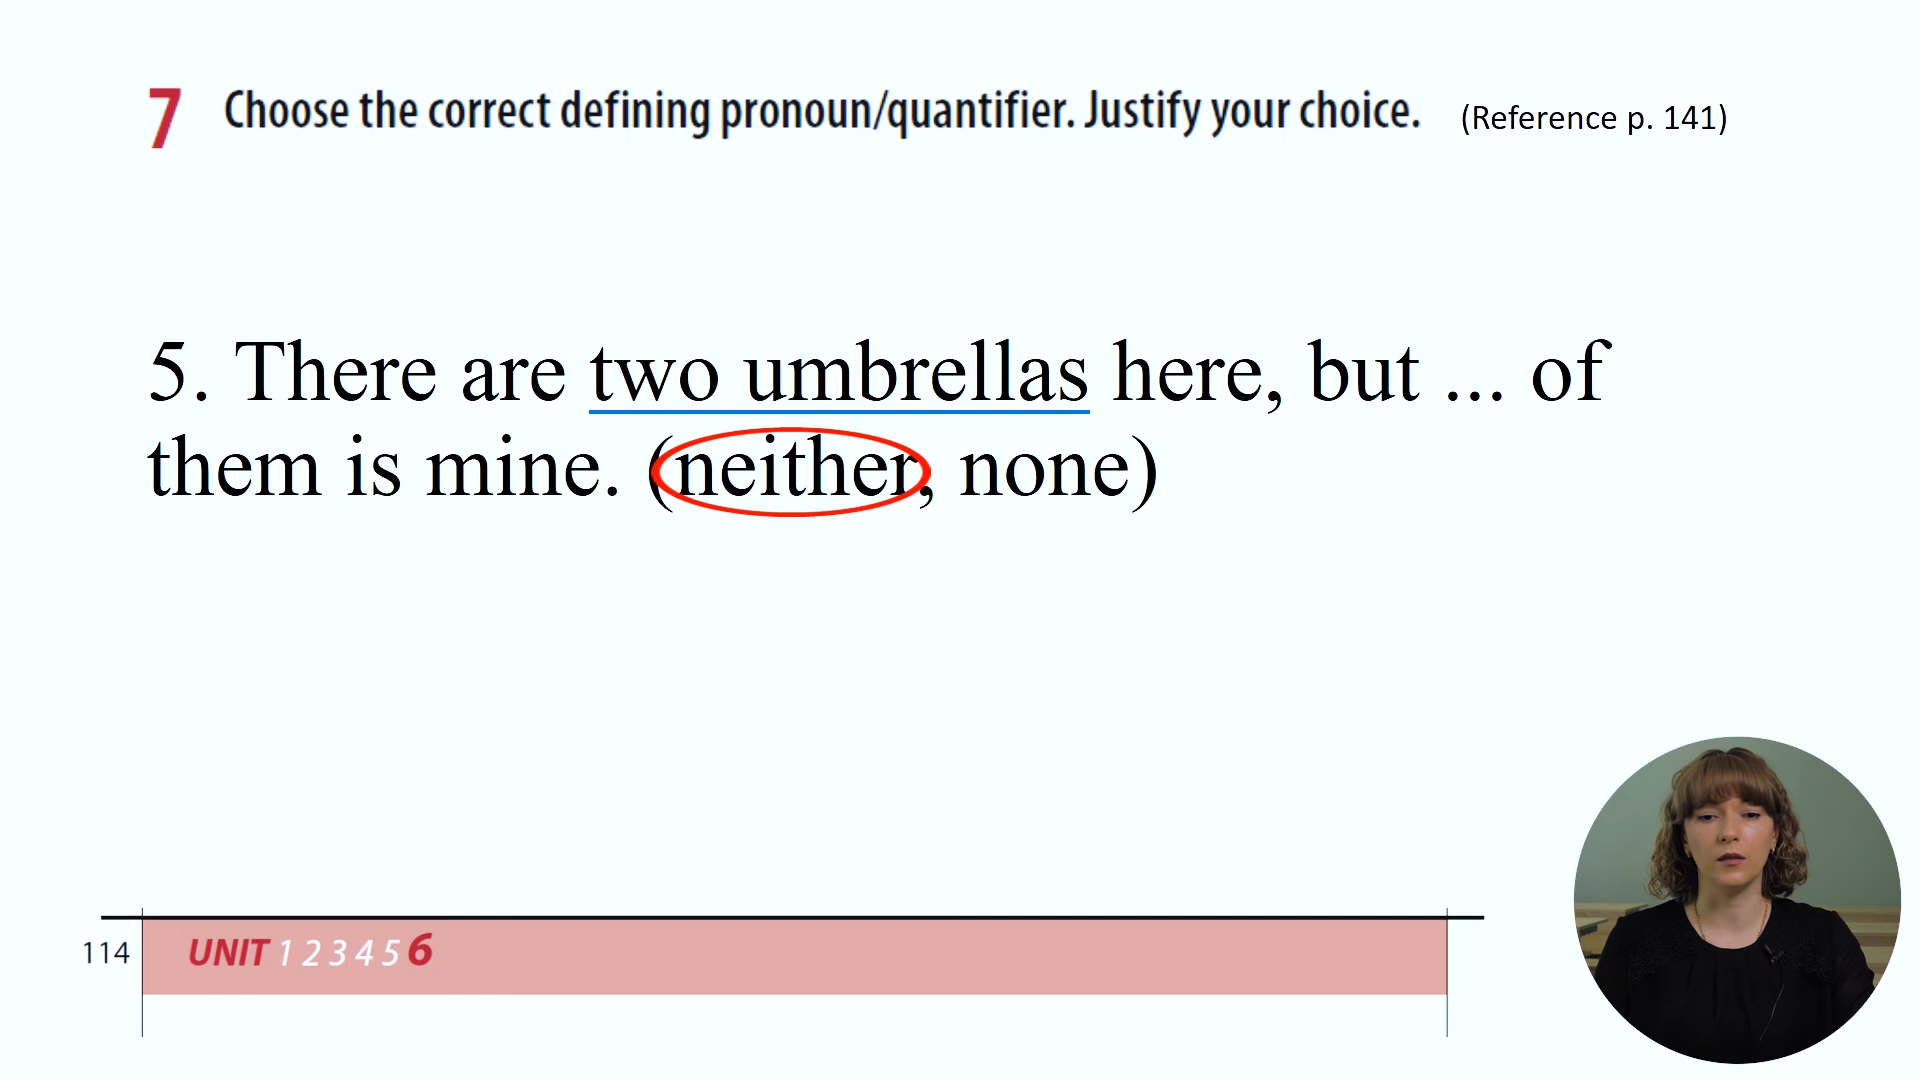 7 Choose the correct defining pronoun/quantifier. Justify your choice. (Reference p. 141)
5. There are two umbrellas here, but ... of
them is mine. (neither, none)
114 UNIT 1 2 3 4 5 6